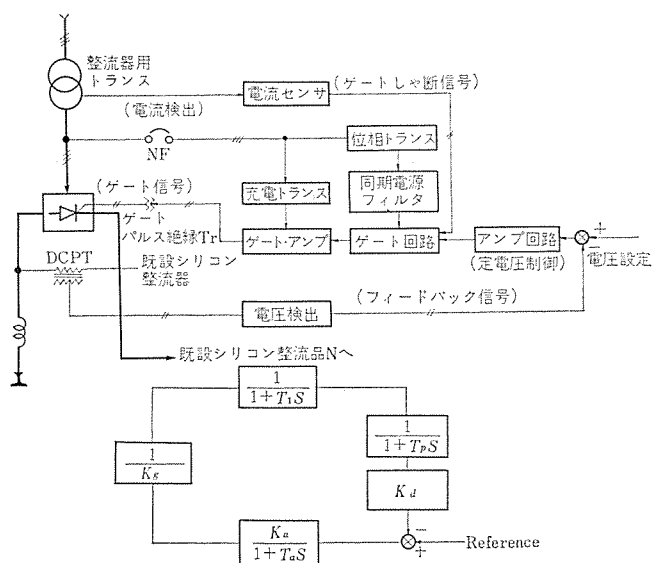 整流器用
トランス
(電流検出)
電流センサ
(ゲートしゃ断信号)
NF
位相トランス
(ゲート信号)
充電トランス
同期電源
フィルタ
ゲート
パルス絶縁Tr
ゲート・アンプ
ゲート回路
アンプ回路
(定電圧制御)
+
−
電圧設定
DCPT
既設シリコン
整流器
(フィードバック信号)
電圧検出
既設シリコン整流品Nへ
1
1+T1S
1
1+TpS
1
Kg
Kd
Ka
1+TaS
−
+
Reference